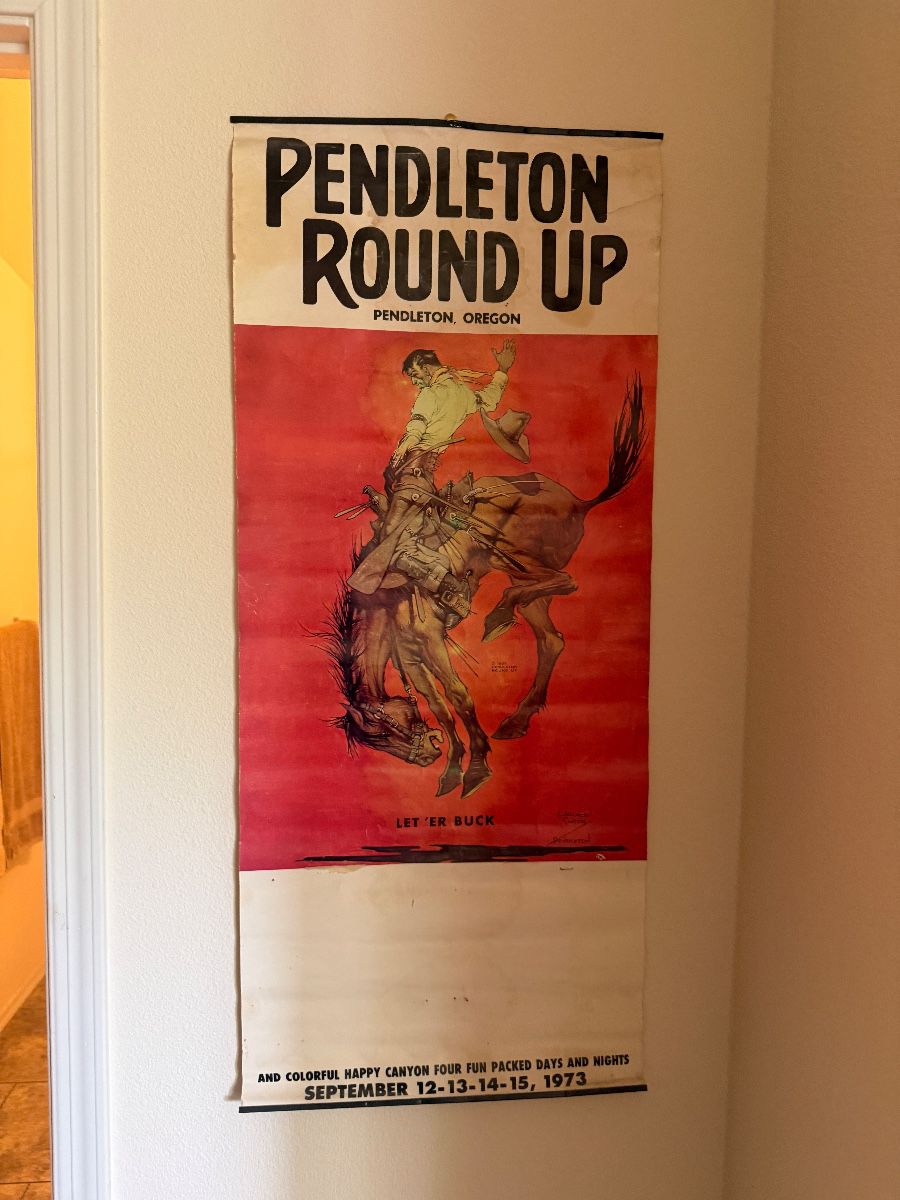 PENDLETON
ROUND UP
PENDLETON, OREGON
LET 'ER BUCK
PENDLETON
AND COLORFUL HAPPY CANYON FOUR FUN PACKED DAYS AND NIGHTS
SEPTEMBER 12-13-14-15, 1973